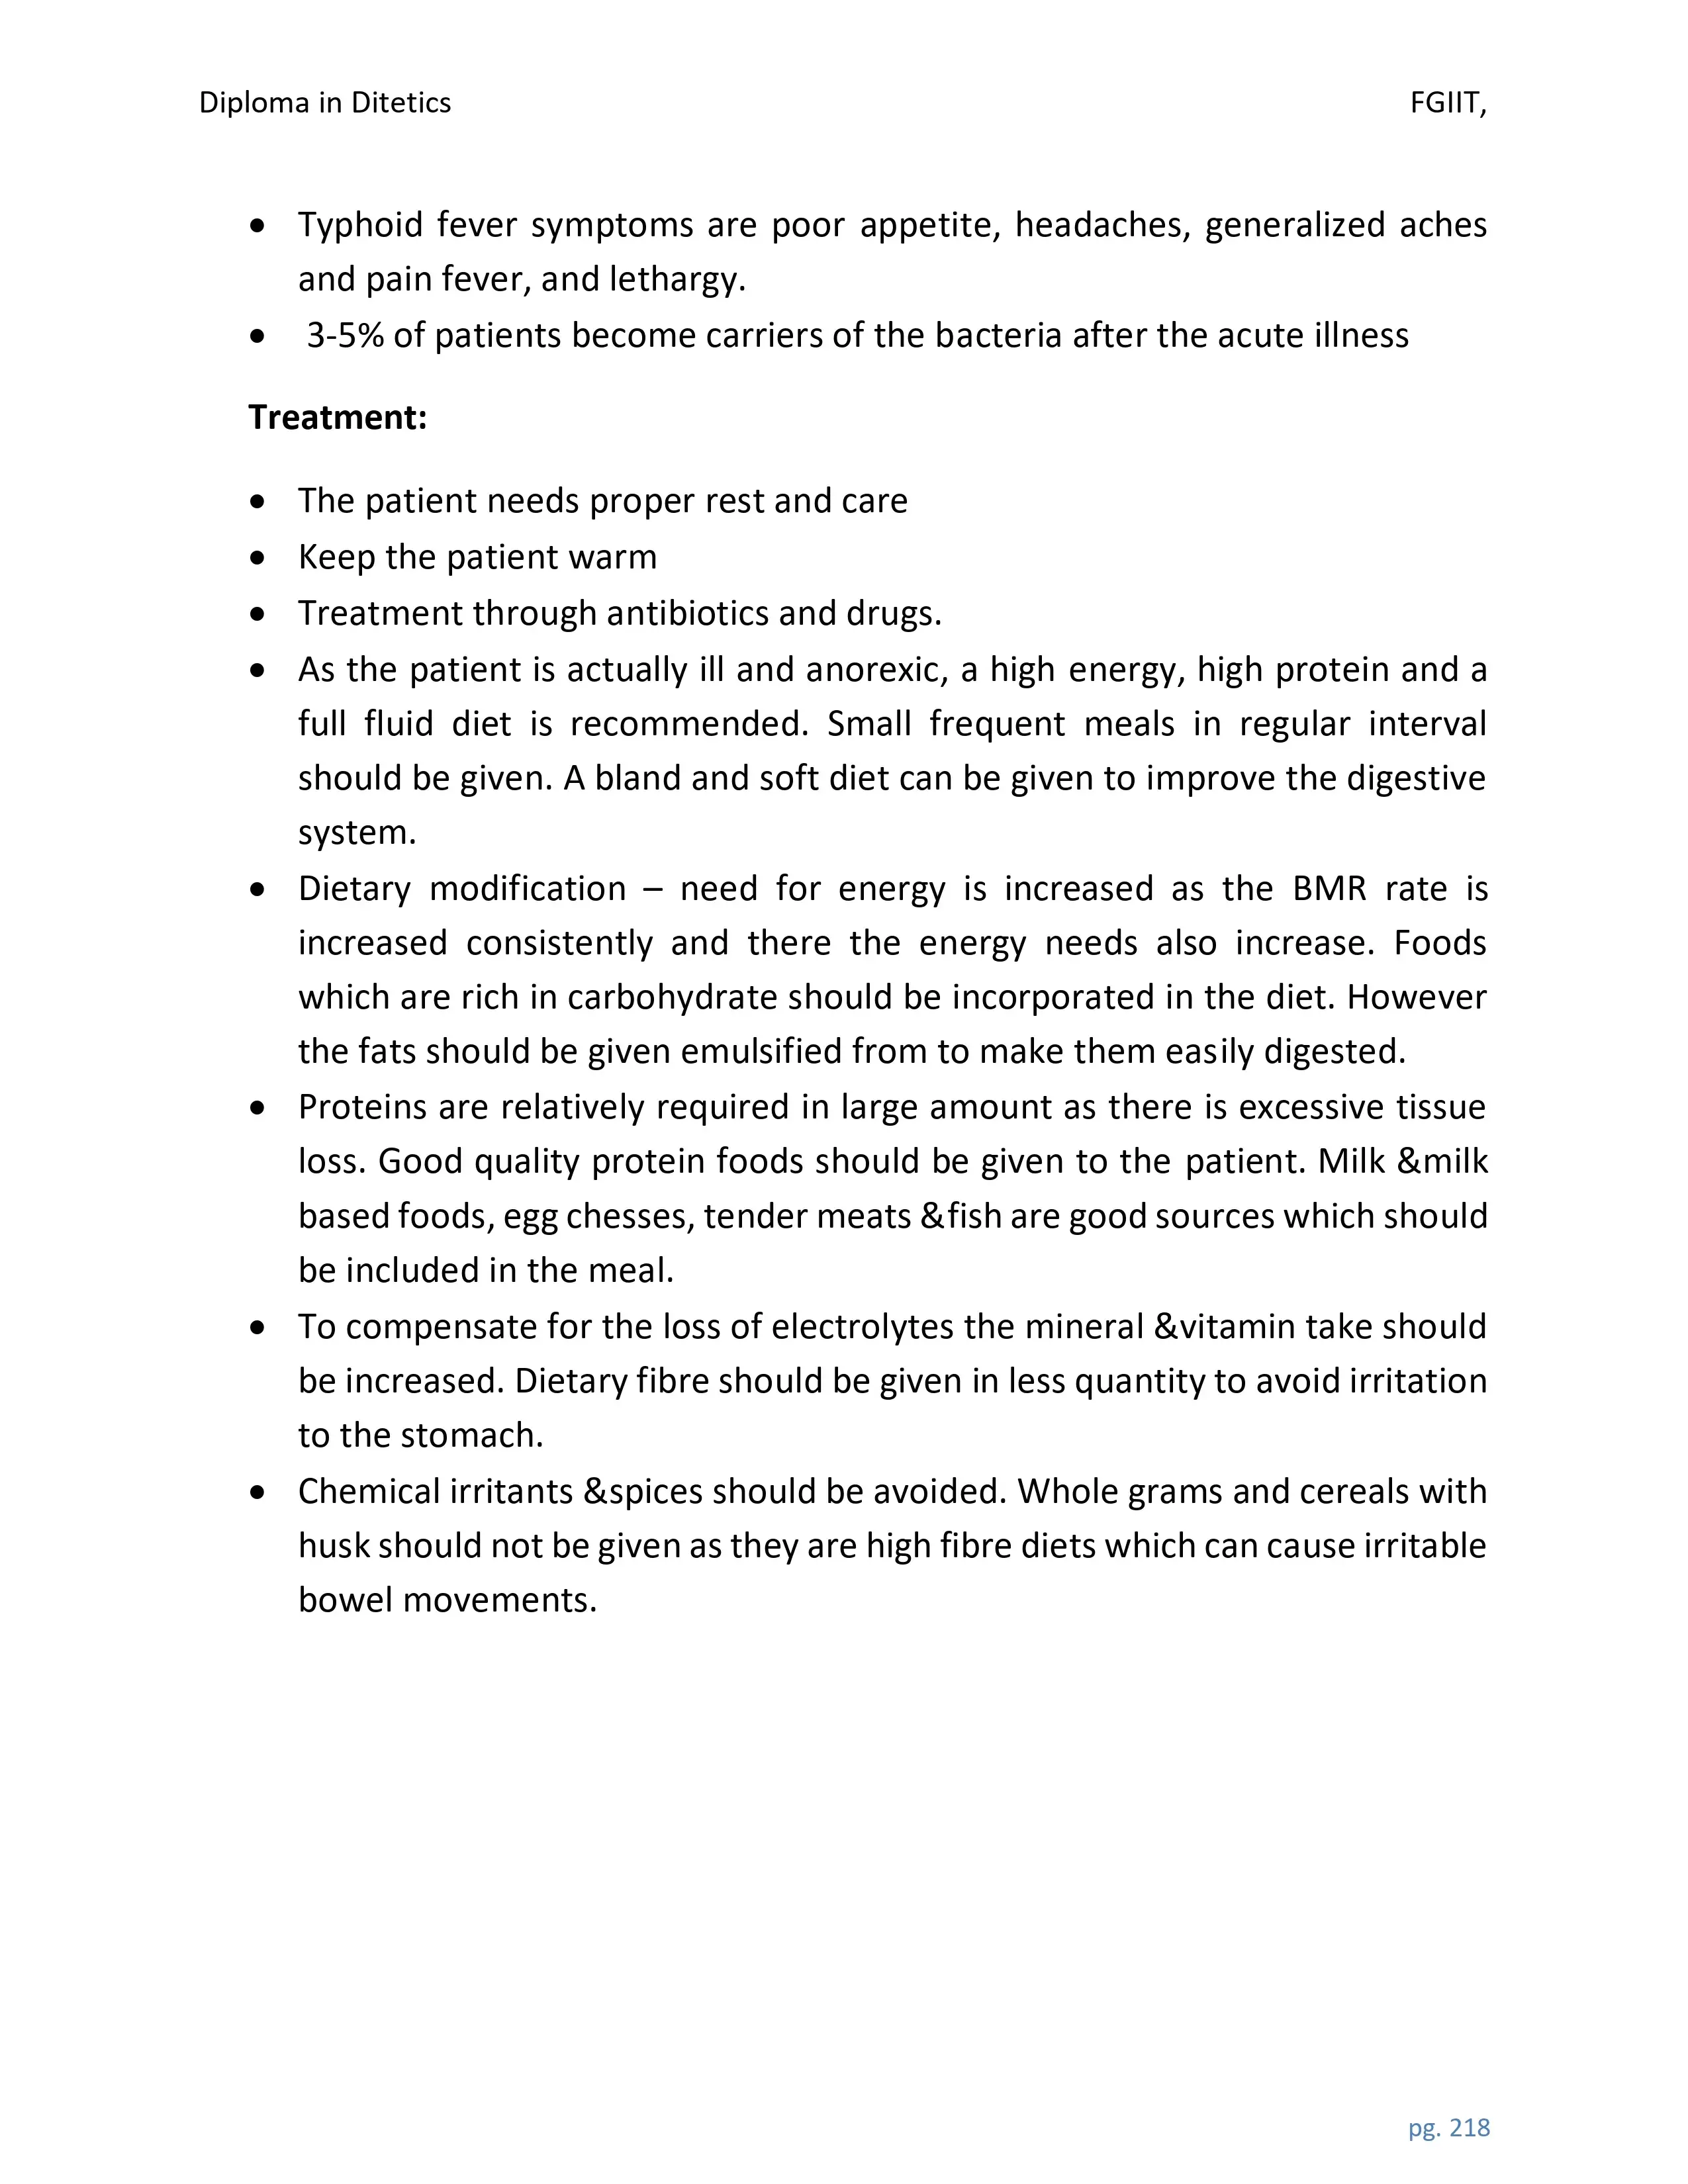 Diploma in Ditetics FGIIT,
• Typhoid fever symptoms are poor appetite, headaches, generalized aches
and pain fever, and lethargy.
• 3-5% of patients become carriers of the bacteria after the acute illness
Treatment:
• The patient needs proper rest and care
• Keep the patient warm
• Treatment through antibiotics and drugs.
• As the patient is actually ill and anorexic, a high energy, high protein and a
full fluid diet is recommended. Small frequent meals in regular interval
should be given. A bland and soft diet can be given to improve the digestive
system.
• Dietary modification – need for energy is increased as the BMR rate is
increased consistently and there the energy needs also increase. Foods
which are rich in carbohydrate should be incorporated in the diet. However
the fats should be given emulsified from to make them easily digested.
• Proteins are relatively required in large amount as there is excessive tissue
loss. Good quality protein foods should be given to the patient. Milk &milk
based foods, egg chesses, tender meats &fish are good sources which should
be included in the meal.
• To compensate for the loss of electrolytes the mineral &vitamin take should
be increased. Dietary fibre should be given in less quantity to avoid irritation
to the stomach.
• Chemical irritants &spices should be avoided. Whole grams and cereals with
husk should not be given as they are high fibre diets which can cause irritable
bowel movements.
pg. 218